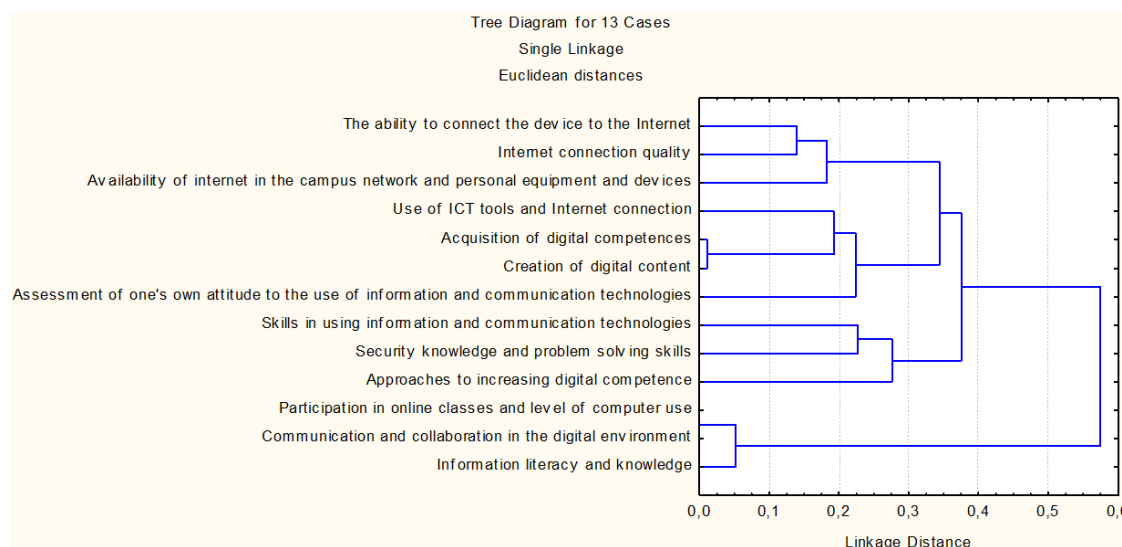 Tree Diagram for 13 Cases
Single Linkage
Euclidean distances
The ability to connect the device to the Internet
Internet connection quality
Availability of internet in the campus network and personal equipment and devices
Use of ICT tools and Internet connection
Acquisition of digital competences
Creation of digital content
Assessment of one's own attitude to the use of information and communication technologies
Skills in using information and communication technologies
Security knowledge and problem solving skills
Approaches to increasing digital competence
Participation in online classes and level of computer use
Communication and collaboration in the digital environment
Information literacy and knowledge
0,0 0,1 0,2 0,3 0,4 0,5 0,
Linkage Distance